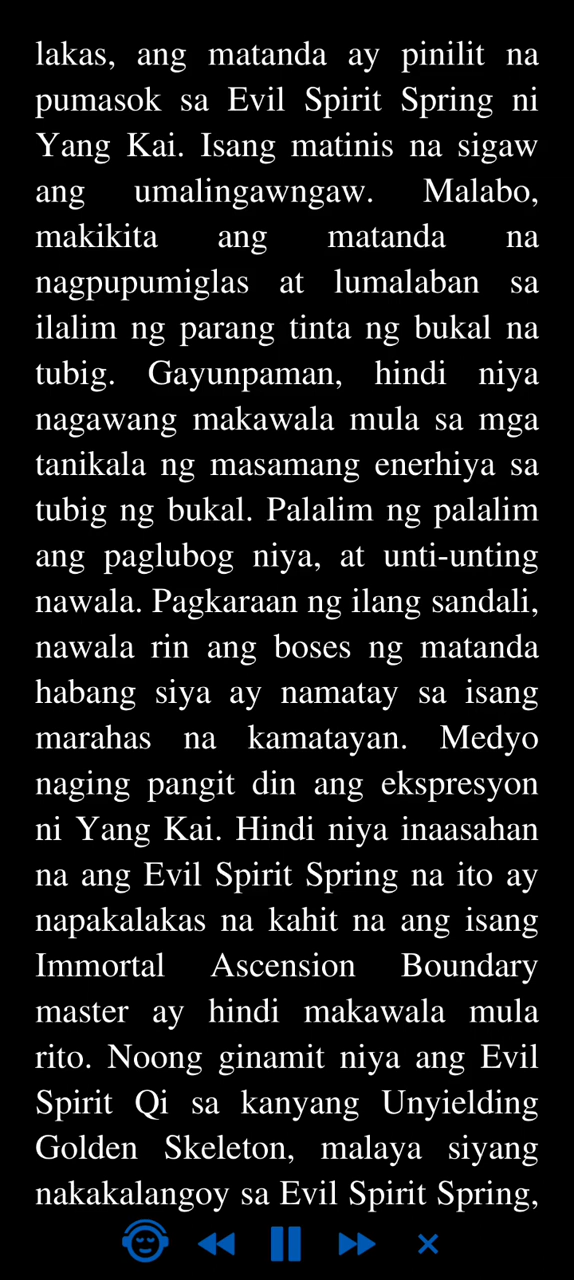 lakas, ang matanda ay pinilit na
pumasok sa Evil Spirit Spring ni
Yang Kai. Isang matinis na sigaw
ang umalingawngaw. Malabo,
makikita ang matanda na
nagpupumiglas at lumalaban sa
ilalim ng parang tinta ng bukal na
tubig. Gayunpaman, hindi niya
nagawang makawala mula sa mga
tanikala ng masamang enerhiya sa
tubig ng bukal. Palalim ng palalim
ang paglubog niya, at unti-unting
nawala. Pagkaraan ng ilang sandali,
nawala rin ang boses ng matanda
habang siya ay namatay sa isang
marahas na kamatayan. Medyo
naging pangit din ang ekspresyon
ni Yang Kai. Hindi niya inaasahan
na ang Evil Spirit Spring na ito ay
napakalakas na kahit na ang isang
Immortal Ascension Boundary
master ay hindi makawala mula
rito. Noong ginamit niya ang Evil
Spirit Qi sa kanyang Unyielding
Golden Skeleton, malaya siyang
nakakalangoy sa Evil Spirit Spring,